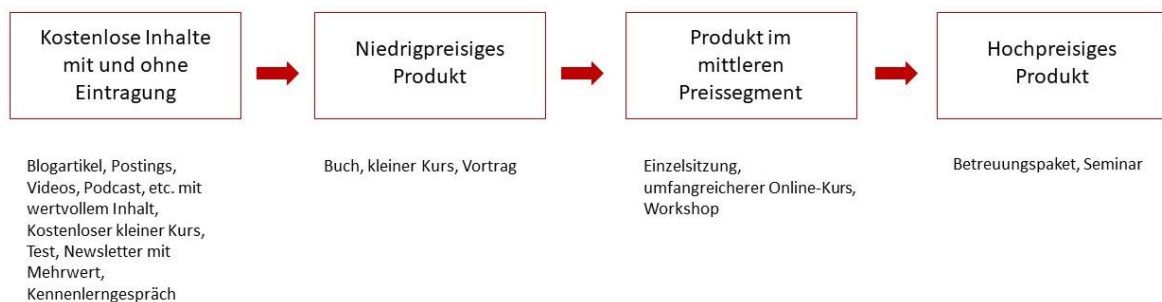 Kostenlose Inhalte
mit und ohne
Eintragung
Niedrigpreisiges
Produkt
Produkt im
mittleren
Preissegment
Hochpreisiges
Produkt
Blogartikel, Postings,
Videos, Podcast, etc. mit
wertvollem Inhalt,
Kostenloser kleiner Kurs,
Test, Newsletter mit
Mehrwert,
Kennenlerngespräch
Buch, kleiner Kurs, Vortrag
Einzelsitzung,
umfangreicherer Online-Kurs,
Workshop
Betreuungspaket, Seminar